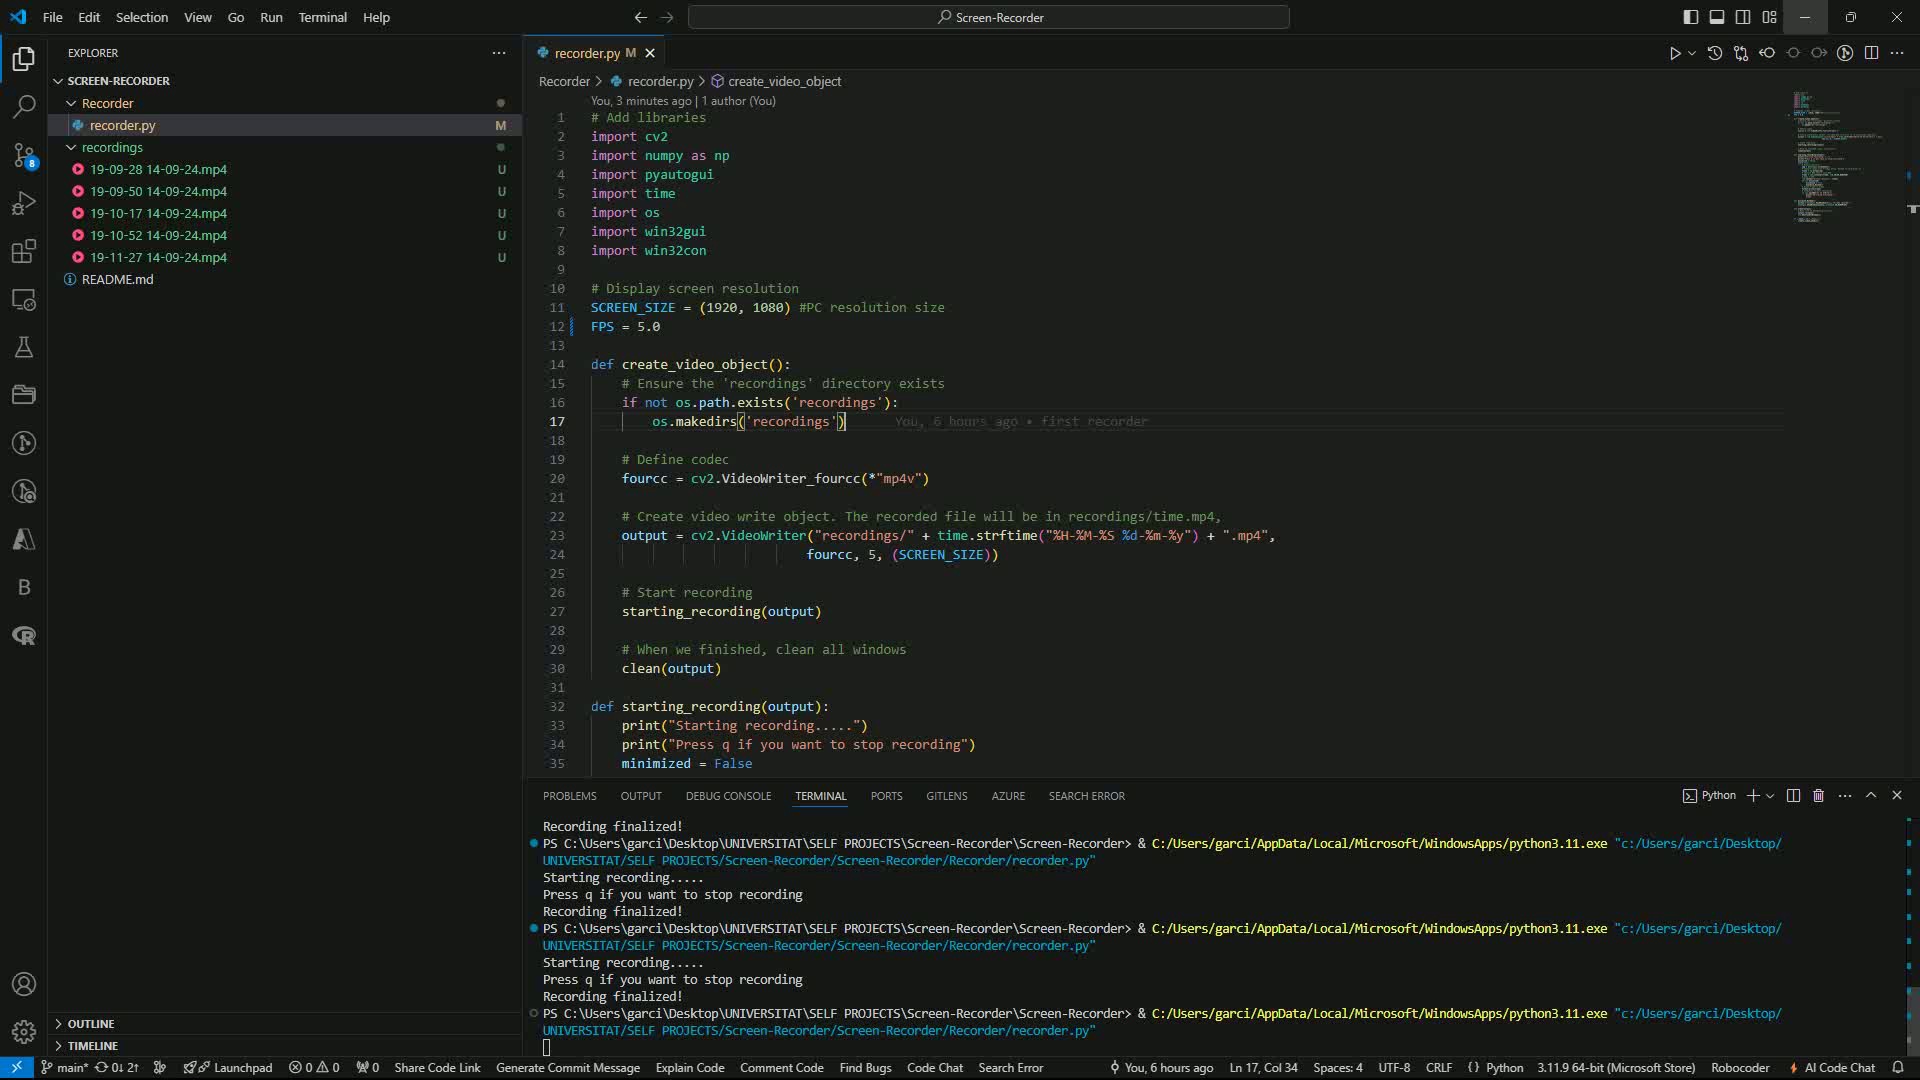 File Edit Selection View Go Run Terminal Help
Screen-Recorder
EXPLORER
SCREEN-RECORDER
Recorder
recorder.py M
recordings
19-09-28 14-09-24.mp4 U
19-09-50 14-09-24.mp4 U
19-10-17 14-09-24.mp4 U
19-10-52 14-09-24.mp4 U
19-11-27 14-09-24.mp4 U
README.md
8
B
R
OUTLINE
TIMELINE
recorder.py M
Recorder > recorder.py > create_video_object
You, 3 minutes ago | 1 author (You)
1 # Add libraries
2 import cv2
3 import numpy as np
4 import pyautogui
5 import time
6 import os
7 import win32gui
8 import win32con
9
10 # Display screen resolution
11 SCREEN_SIZE = (1920, 1080) #PC resolution size
12 FPS = 5.0
13
14 def create_video_object():
15 # Ensure the 'recordings' directory exists
16 if not os.path.exists('recordings'):
17 os.makedirs('recordings') You, 6 hours ago • first recorder
18
19 # Define codec
20 fourcc = cv2.VideoWriter_fourcc(*"mp4v")
21
22 # Create video write object. The recorded file will be in recordings/time.mp4,
23 output = cv2.VideoWriter("recordings/" + time.strftime("%H-%M-%S %d-%m-%y") + ".mp4",
24 fourcc, 5, (SCREEN_SIZE))
25
26 # Start recording
27 starting_recording(output)
28
29 # When we finished, clean all windows
30 clean(output)
31
32 def starting_recording(output):
33 print("Starting recording.....")
34 print("Press q if you want to stop recording")
35 minimized = False
PROBLEMS OUTPUT DEBUG CONSOLE TERMINAL PORTS GITLENS AZURE SEARCH ERROR
Python
Recording finalized!
PS C:\Users\garci\Desktop\UNIVERSITAT\SELF PROJECTS\Screen-Recorder\Screen-Recorder> & C:/Users/garci/AppData/Local/Microsoft/WindowsApps/python3.11.exe "c:/Users/garci/Desktop/
UNIVERSITAT/SELF PROJECTS/Screen-Recorder/Screen-Recorder/Recorder/recorder.py"
Starting recording.....
Press q if you want to stop recording
Recording finalized!
PS C:\Users\garci\Desktop\UNIVERSITAT\SELF PROJECTS\Screen-Recorder\Screen-Recorder> & C:/Users/garci/AppData/Local/Microsoft/WindowsApps/python3.11.exe "c:/Users/garci/Desktop/
UNIVERSITAT/SELF PROJECTS/Screen-Recorder/Screen-Recorder/Recorder/recorder.py"
Starting recording.....
Press q if you want to stop recording
Recording finalized!
PS C:\Users\garci\Desktop\UNIVERSITAT\SELF PROJECTS\Screen-Recorder\Screen-Recorder> & C:/Users/garci/AppData/Local/Microsoft/WindowsApps/python3.11.exe "c:/Users/garci/Desktop/
UNIVERSITAT/SELF PROJECTS/Screen-Recorder/Screen-Recorder/Recorder/recorder.py"
main* 0↓ 2↑ Launchpad 0 0 0 Share Code Link Generate Commit Message Explain Code Comment Code Find Bugs Code Chat Search Error You, 6 hours ago Ln 17, Col 34 Spaces: 4 UTF-8 CRLF {} Python 3.11.9 64-bit (Microsoft Store) Robocoder AI Code Chat